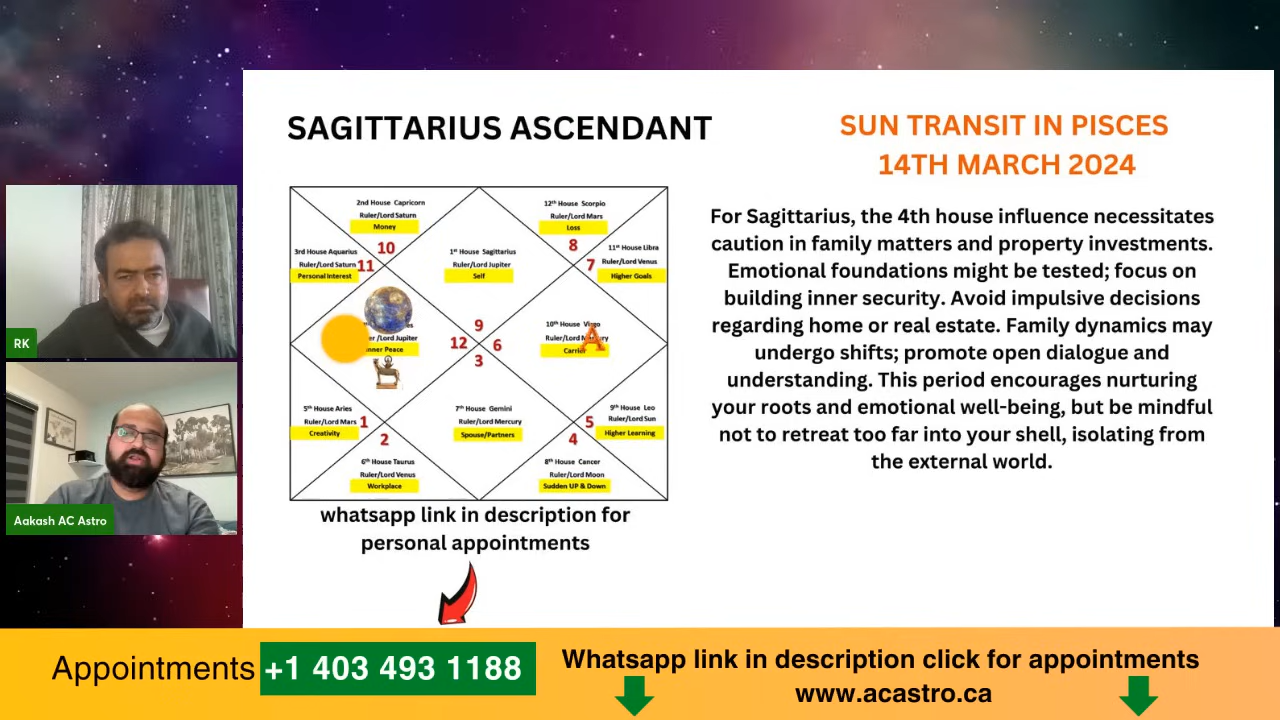 SAGITTARIUS ASCENDANT
SUN TRANSIT IN PISCES
14TH MARCH 2024
For Sagittarius, the 4th house influence necessitates
caution in family matters and property investments.
Emotional foundations might be tested; focus on
building inner security. Avoid impulsive decisions
regarding home or real estate. Family dynamics may
undergo shifts; promote open dialogue and
understanding. This period encourages nurturing
your roots and emotional well-being, but be mindful
not to retreat too far into your shell, isolating from
the external world.
2nd House Capricorn
Ruler/Lord Saturn
Money
10
12th House Scorpio
Ruler/Lord Mars
Loss
8
3rd House Aquarius
Ruler/Lord Saturn
Personal Interest
11
1st House Sagittarius
Ruler/Lord Jupiter
Self
9
11th House Libra
Ruler/Lord Venus
Higher Goals
7
/Lord Jupiter
Peace
12
10th House Virgo
Ruler/Lord
Carrier
A
6
3
5th House Aries
Ruler/Lord Mars
Creativity
1
7th House Gemini
Ruler/Lord Mercury
Spouse/Partners
9th House Leo
Ruler/Lord Sun
Higher Learning
5
2
6th House Taurus
Ruler/Lord Venus
Workplace
4
8th House Cancer
Ruler/Lord Moon
Sudden UP & Down
whatsapp link in description for
personal appointments
RK
Aakash AC Astro
Appointments +1 403 493 1188
Whatsapp link in description click for appointments
www.acastro.ca